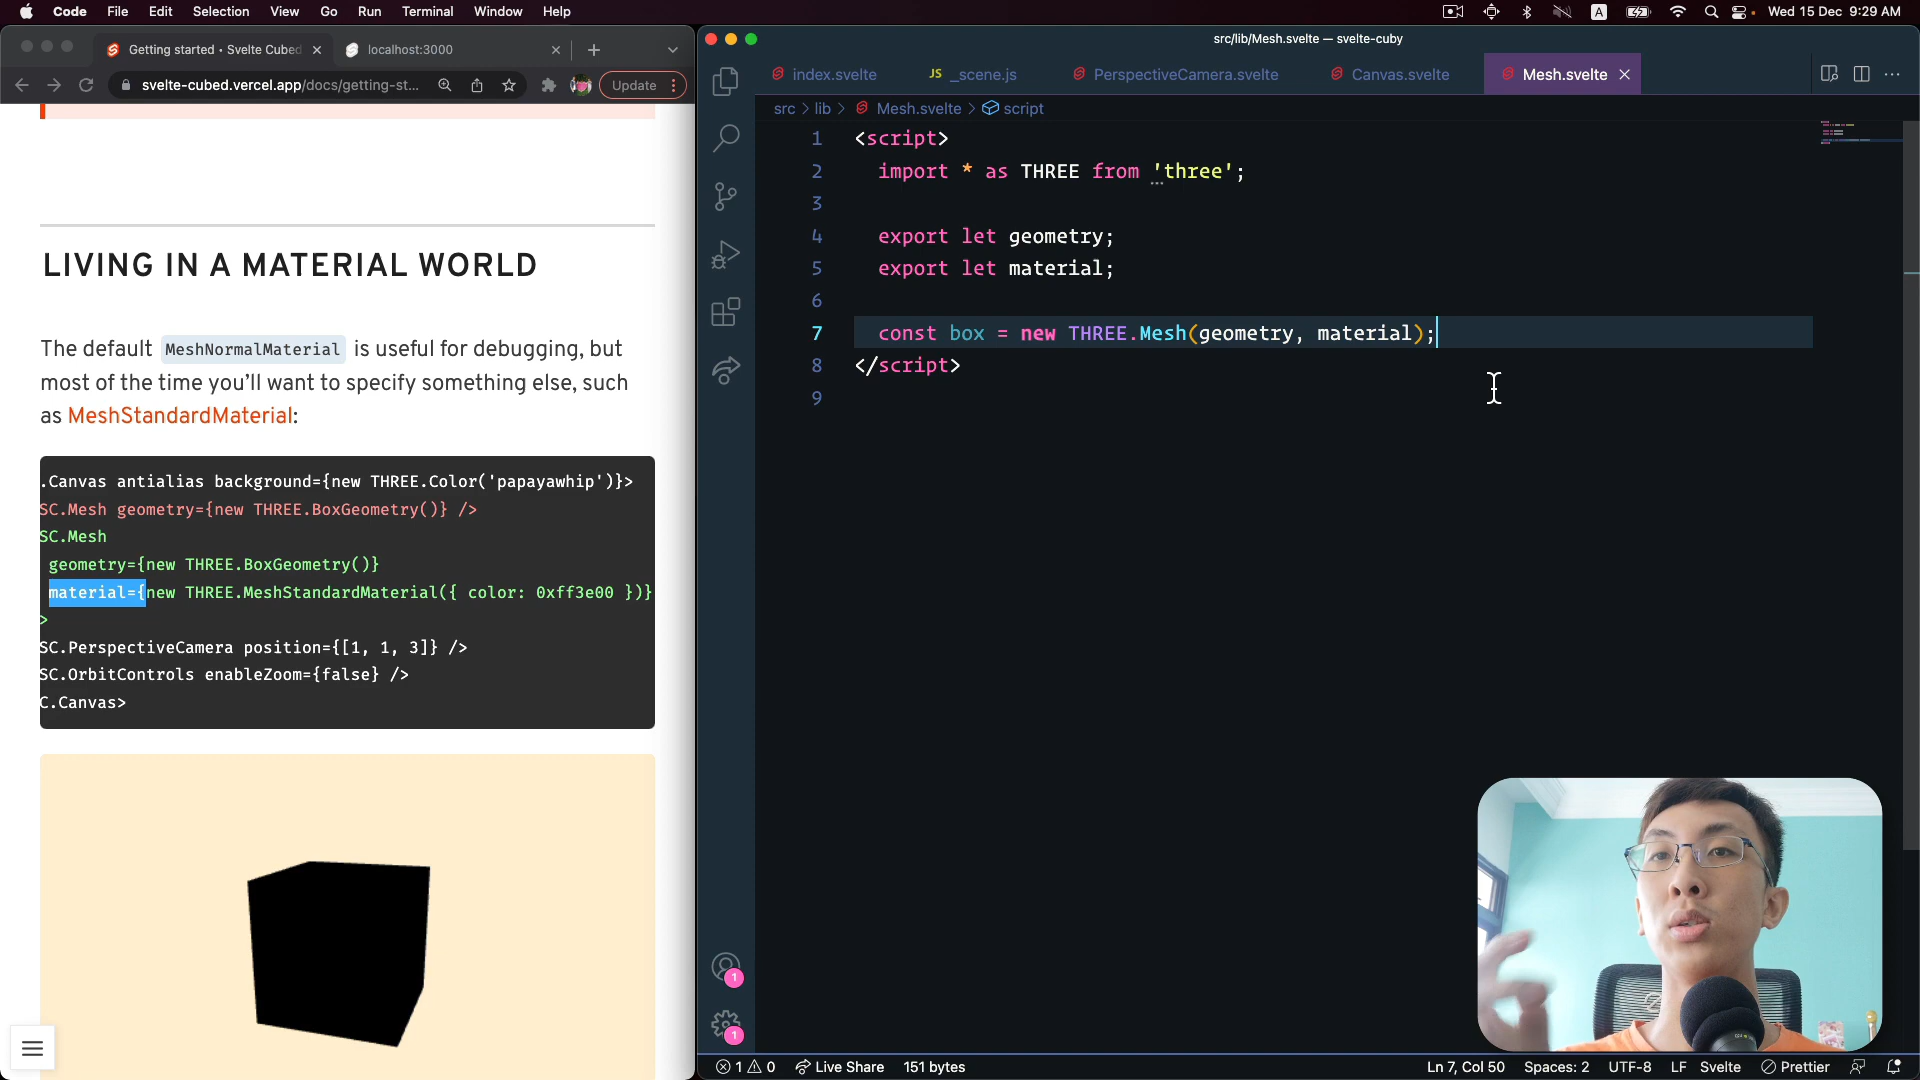 Code File Edit Selection View Go Run Terminal Window Help
A
Wed 15 Dec 9:29 AM
Getting started • Svelte Cubed
localhost:3000
svelte-cubed.vercel.app/docs/getting-st...
Update
LIVING IN A MATERIAL WORLD
The default MeshNormalMaterial is useful for debugging, but
most of the time you’ll want to specify something else, such
as MeshStandardMaterial:
.Canvas antialias background={new THREE.Color('papayawhip')}>
SC.Mesh geometry={new THREE.BoxGeometry()} />
SC.Mesh
geometry={new THREE.BoxGeometry()}
material={new THREE.MeshStandardMaterial({ color: 0xff3e00 })}
>
SC.PerspectiveCamera position={[1, 1, 3]} />
SC.OrbitControls enableZoom={false} />
C.Canvas>
src/lib/Mesh.svelte — svelte-cuby
index.svelte
JS _scene.js
PerspectiveCamera.svelte
Canvas.svelte
Mesh.svelte
src > lib > Mesh.svelte > script
1 <script>
2 import * as THREE from 'three';
3
4 export let geometry;
5 export let material;
6
7 const box = new THREE.Mesh(geometry, material);
8 </script>
9
1
1
1 0 Live Share 151 bytes
Ln 7, Col 50 Spaces: 2 UTF-8 LF Svelte Prettier